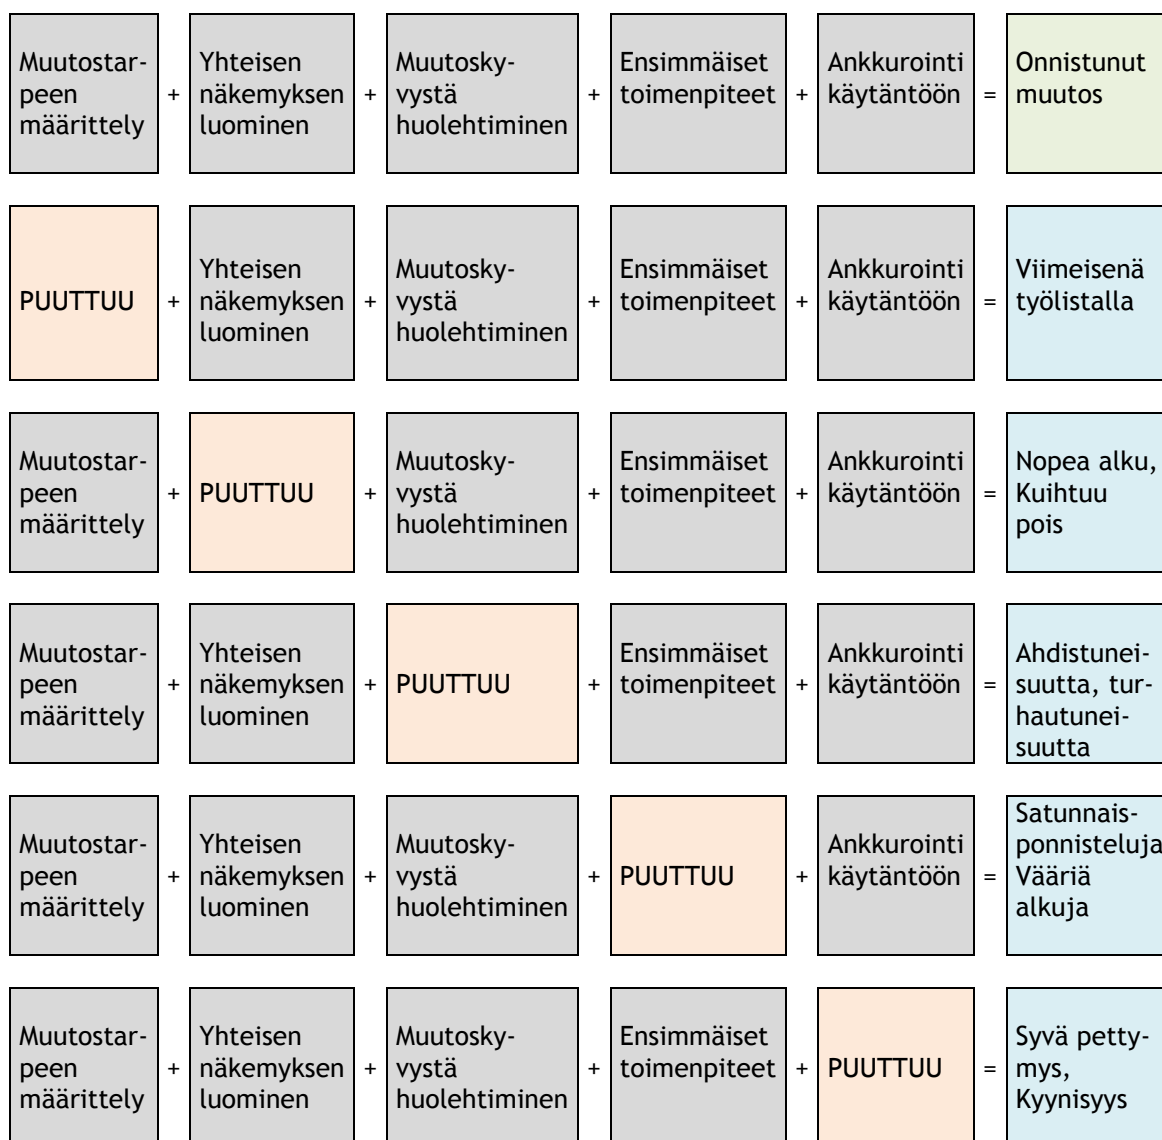 Muutostar-
peen
määrittely
+
Yhteisen
näkemyksen
luominen
+
Muutosky-
vystä
huolehtiminen
+
Ensimmäiset
toimenpiteet
+
Ankkurointi
käytäntöön
=
Onnistunut
muutos
PUUTTUU
+
Yhteisen
näkemyksen
luominen
+
Muutosky-
vystä
huolehtiminen
+
Ensimmäiset
toimenpiteet
+
Ankkurointi
käytäntöön
=
Viimeisenä
työlistalla
Muutostar-
peen
määrittely
+
PUUTTUU
+
Muutosky-
vystä
huolehtiminen
+
Ensimmäiset
toimenpiteet
+
Ankkurointi
käytäntöön
=
Nopea alku,
Kuihtuu
pois
Muutostar-
peen
määrittely
+
Yhteisen
näkemyksen
luominen
+
PUUTTUU
+
Ensimmäiset
toimenpiteet
+
Ankkurointi
käytäntöön
=
Ahdistunei-
suutta, tur-
hautunei-
suutta
Muutostar-
peen
määrittely
+
Yhteisen
näkemyksen
luominen
+
Muutosky-
vystä
huolehtiminen
+
PUUTTUU
+
Ankkurointi
käytäntöön
=
Satunnais-
ponnisteluja
Vääriä
alkuja
Muutostar-
peen
määrittely
+
Yhteisen
näkemyksen
luominen
+
Muutosky-
vystä
huolehtiminen
+
Ensimmäiset
toimenpiteet
+
PUUTTUU
=
Syvä petty-
mys,
Kyynisyys